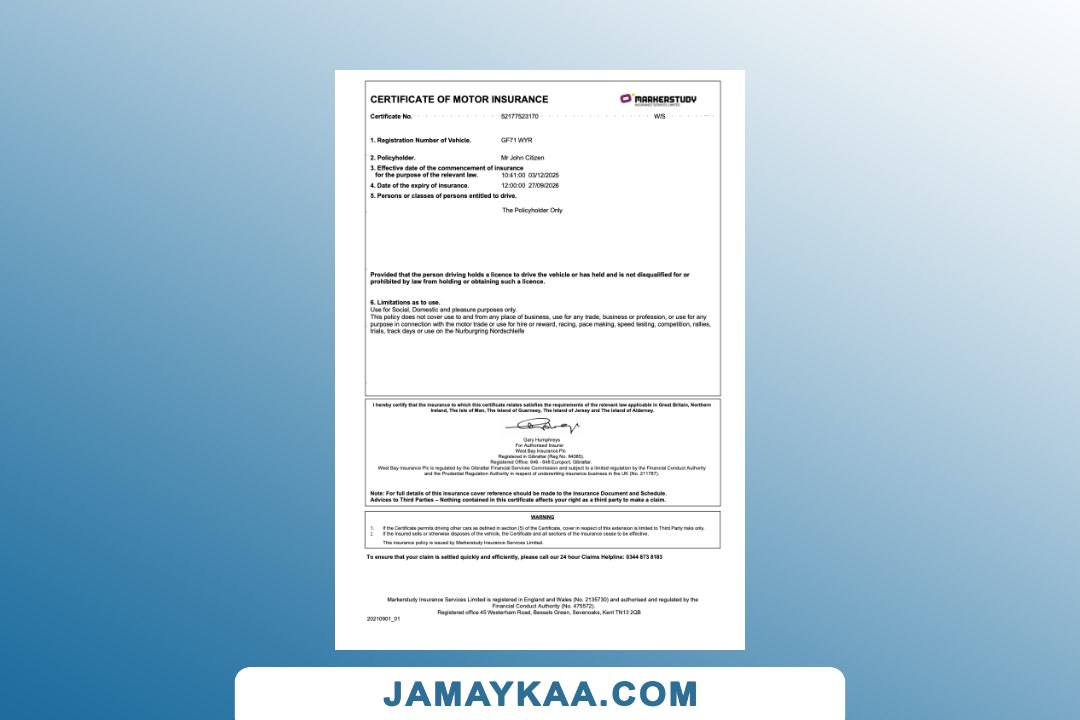 CERTIFICATE OF MOTOR INSURANCE
MARKERSTUDY
INSURANCE SERVICES LIMITED
Certificate No. 52177523170 W/S
1. Registration Number of Vehicle. GF71 WYR
2. Policyholder. Mr John Citizen
3. Effective date of the commencement of insurance
for the purpose of the relevant law. 10:41:00 03/12/2025
4. Date of the expiry of insurance. 12:00:00 27/09/2026
5. Persons or classes of persons entitled to drive.
The Policyholder Only
Provided that the person driving holds a licence to drive the vehicle or has held and is not disqualified for or
prohibited by law from holding or obtaining such a licence.
6. Limitations as to use.
Use for Social, Domestic and pleasure purposes only.
This policy does not cover use to and from any place of business, use for any trade, business or profession, or use for any
purpose in connection with the motor trade or use for hire or reward, racing, pace making, speed testing, competition, rallies,
trials, track days or use on the Nurburgring Nordschleife
I hereby certify that the insurance to which this certificate relates satisfies the requirements of the relevant law applicable in Great Britain, Northern
Ireland, The Isle of Man, The Island of Guernsey, The Island of Jersey and The Island of Alderney.
Gary Humphreys
For Authorised Insurer
West Bay Insurance Plc.
Registered in Gibraltar (Reg No. 84085).
Registered Office: 846 - 848 Europort, Gibraltar.
West Bay Insurance Plc is regulated by the Gibraltar Financial Services Commission and subject to a limited regulation by the Financial Conduct Authority
and the Prudential Regulation Authority in respect of underwriting insurance business in the UK (No. 211787).
Note: For full details of this insurance cover reference should be made to the Insurance Document and Schedule.
Advices to Third Parties – Nothing contained in this certificate affects your right as a third party to make a claim.
WARNING
1. If the Certificate permits driving other cars as defined in section (5) of the Certificate, cover in respect of this extension is limited to Third Party risks only.
2. If the Insured sells or otherwise disposes of the vehicle, the Certificate and all sections of the insurance cease to be effective.
This insurance policy is issued by Markerstudy Insurance Services Limited.
To ensure that your claim is settled quickly and efficiently, please call our 24 hour Claims Helpline: 0344 873 8183
Markerstudy Insurance Services Limited is registered in England and Wales (No. 2135730) and authorised and regulated by the
Financial Conduct Authority (No. 475572).
Registered office 45 Westerham Road, Bessels Green, Sevenoaks, Kent TN13 2QB
20210901_01
JAMAYKAA.COM